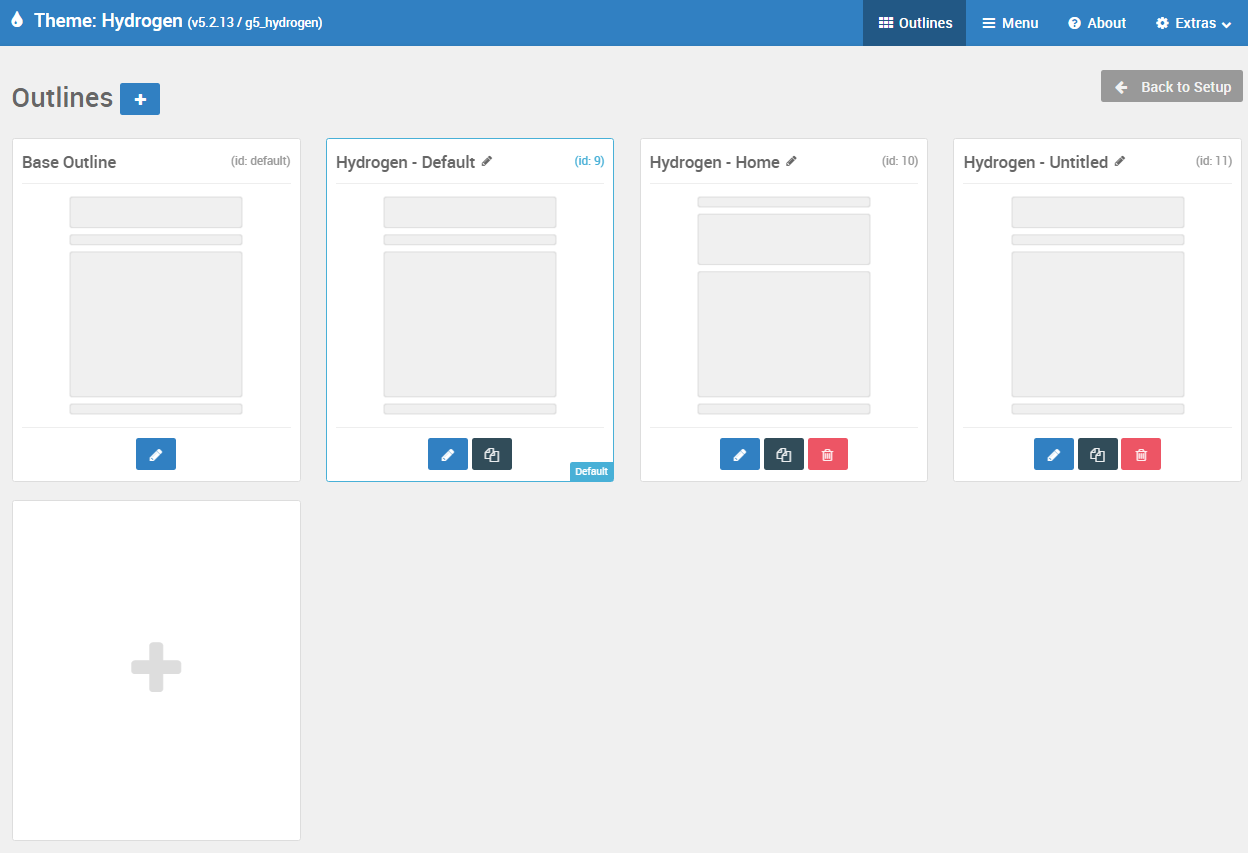 Theme: Hydrogen (v5.2.13 / g5_hydrogen)
Outlines
Menu
About
Extras
Outlines
Back to Setup
Base Outline (id: default)
Hydrogen - Default (id: 9)
Hydrogen - Home (id: 10)
Hydrogen - Untitled (id: 11)
Default